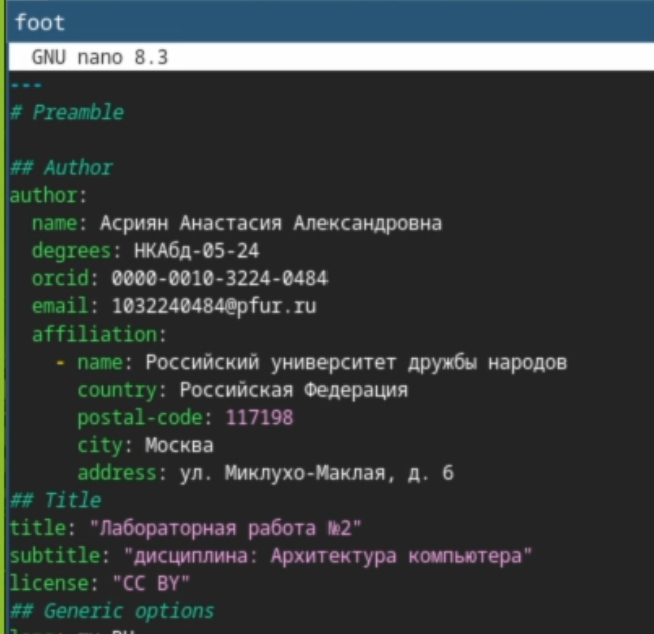 foot
GNU nano 8.3
---
# Preamble
## Author
author:
name: Асриян Анастасия Александровна
degrees: НКАбд-05-24
orcid: 0000-0010-3224-0484
email: 1032240484@pfur.ru
affiliation:
- name: Российский университет дружбы народов
country: Российская Федерация
postal-code: 117198
city: Москва
address: ул. Миклухо-Маклая, д. 6
## Title
title: "Лабораторная работа №2"
subtitle: "дисциплина: Архитектура компьютера"
license: "CC BY"
## Generic options